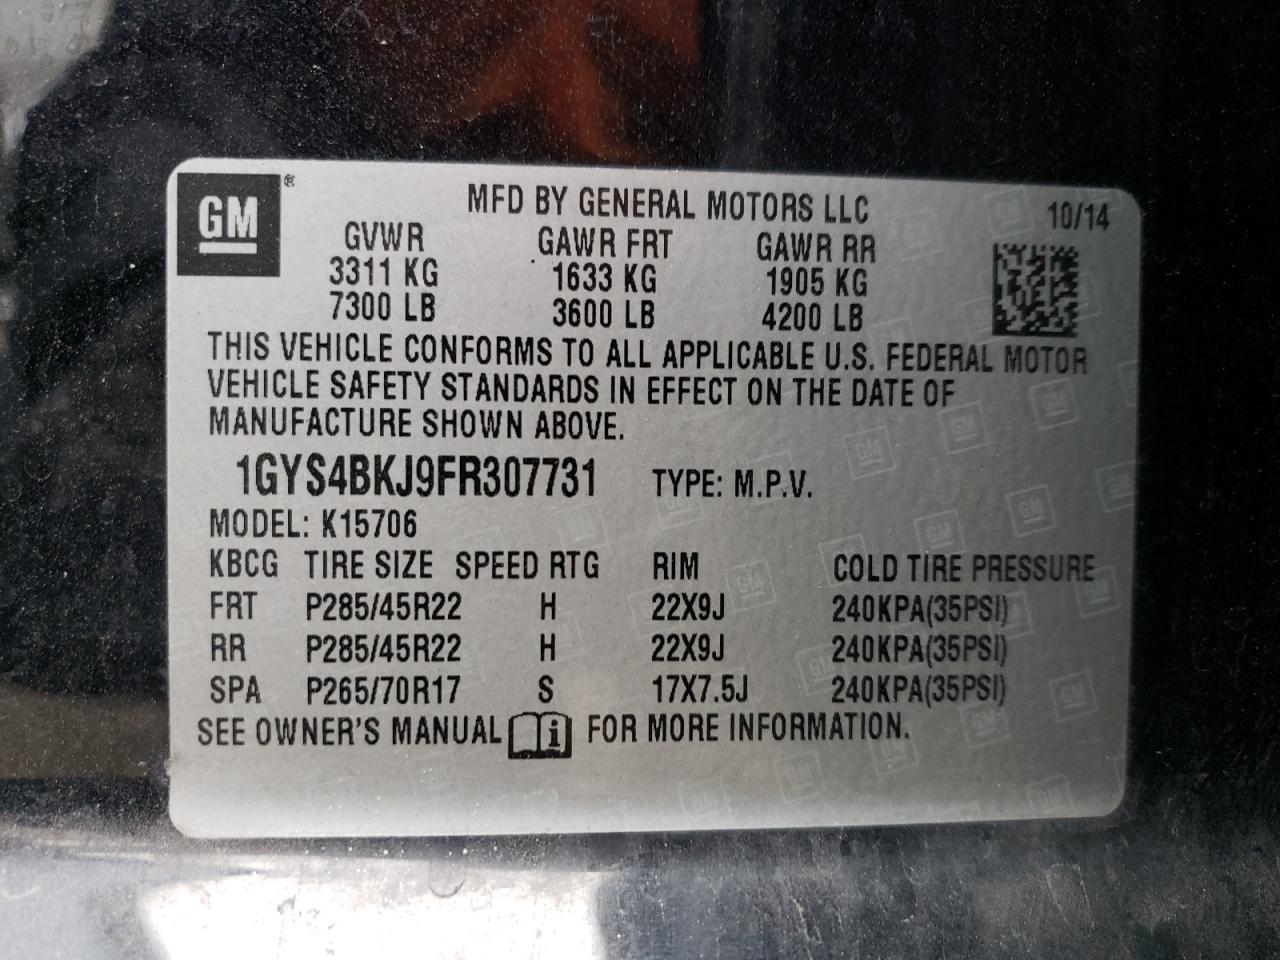 GM ® MFD BY GENERAL MOTORS LLC 10/14
GVWR GAWR FRT GAWR RR
3311 KG 1633 KG 1905 KG
7300 LB 3600 LB 4200 LB
THIS VEHICLE CONFORMS TO ALL APPLICABLE U.S. FEDERAL MOTOR
VEHICLE SAFETY STANDARDS IN EFFECT ON THE DATE OF
MANUFACTURE SHOWN ABOVE.
1GYS4BKJ9FR307731 TYPE: M.P.V.
MODEL: K15706
KBCG TIRE SIZE SPEED RTG RIM COLD TIRE PRESSURE
FRT P285/45R22 H 22X9J 240KPA(35PSI)
RR P285/45R22 H 22X9J 240KPA(35PSI)
SPA P265/70R17 S 17X7.5J 240KPA(35PSI)
SEE OWNER'S MANUAL i FOR MORE INFORMATION.